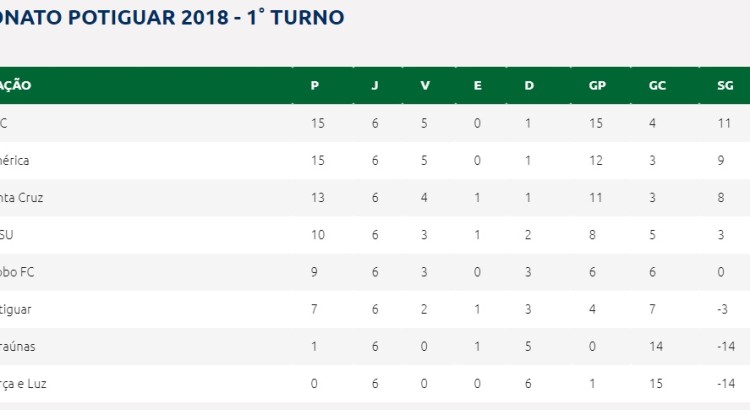 ONATO POTIGUAR 2018 - 1° TURNO
AÇÃO P J V E D GP GC SG
C 15 6 5 0 1 15 4 11
érica 15 6 5 0 1 12 3 9
nta Cruz 13 6 4 1 1 11 3 8
SU 10 6 3 1 2 8 5 3
obo FC 9 6 3 0 3 6 6 0
tiguar 7 6 2 1 3 4 7 -3
raúnas 1 6 0 1 5 0 14 -14
rça e Luz 0 6 0 0 6 1 15 -14